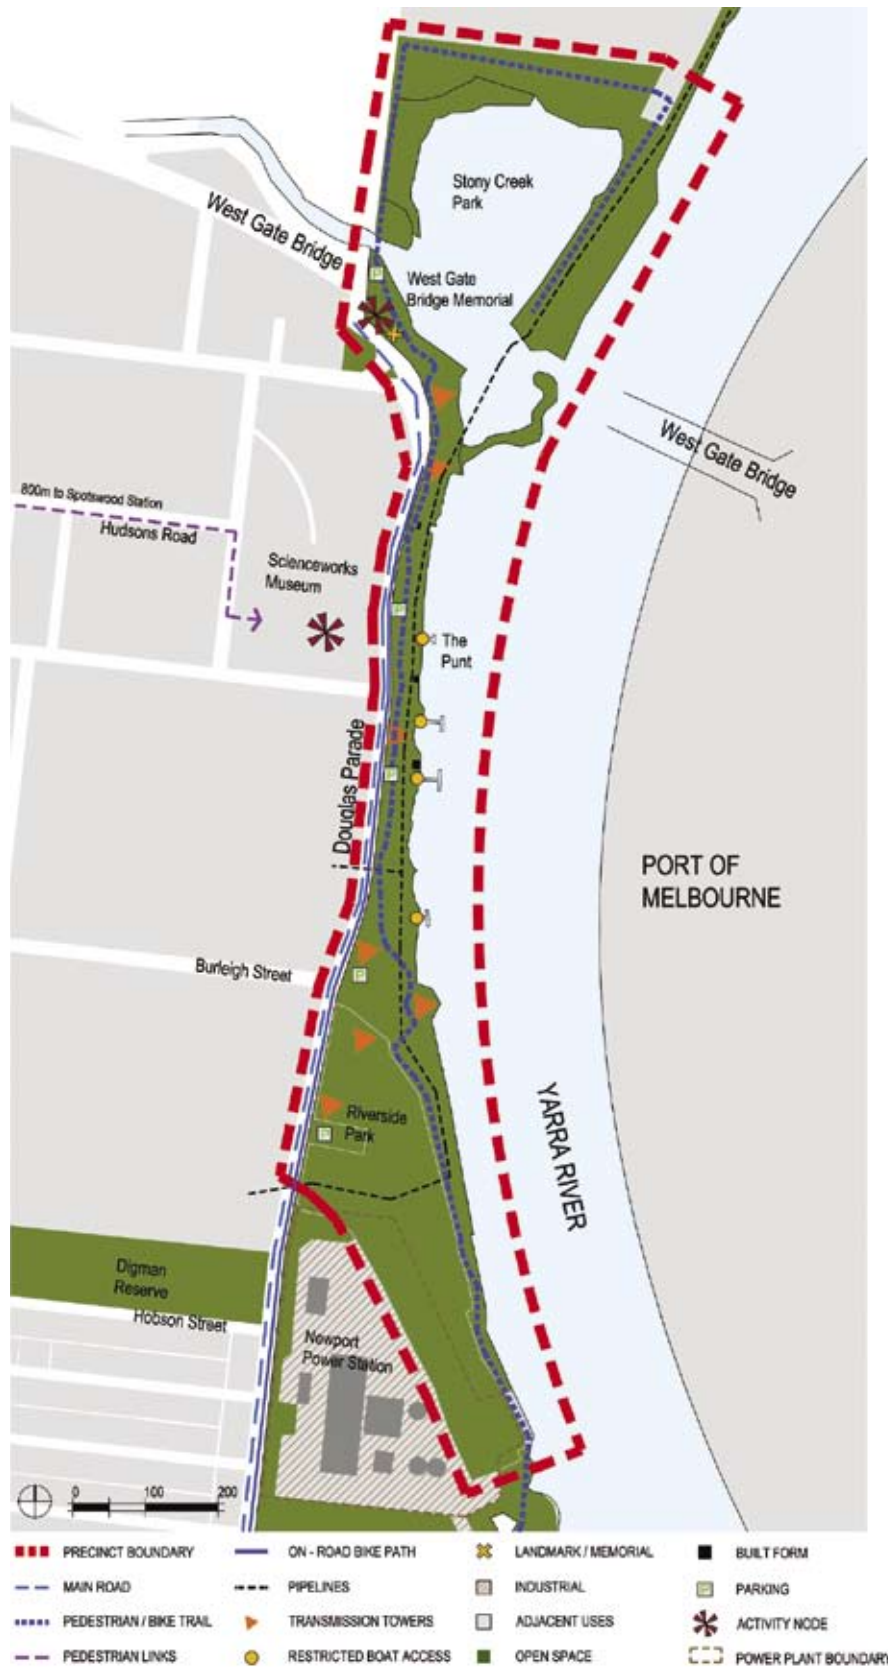 Stony Creek
Park
West Gate Bridge
West Gate
Bridge Memorial
West Gate Bridge
800m to Spotswood Station
Hudsons Road
Scienceworks
Museum
The
Punt
Douglas Parade
PORT OF
MELBOURNE
Burleigh Street
YARRA RIVER
Riverside
Park
Digman
Reserve
Hobson Street
Newport
Power Station
0 100 200
PRECINCT BOUNDARY
ON - ROAD BIKE PATH
LANDMARK / MEMORIAL
BUILT FORM
MAIN ROAD
PIPELINES
INDUSTRIAL
P PARKING
PEDESTRIAN / BIKE TRAIL
TRANSMISSION TOWERS
ADJACENT USES
ACTIVITY NODE
PEDESTRIAN LINKS
RESTRICTED BOAT ACCESS
OPEN SPACE
POWER PLANT BOUNDARY